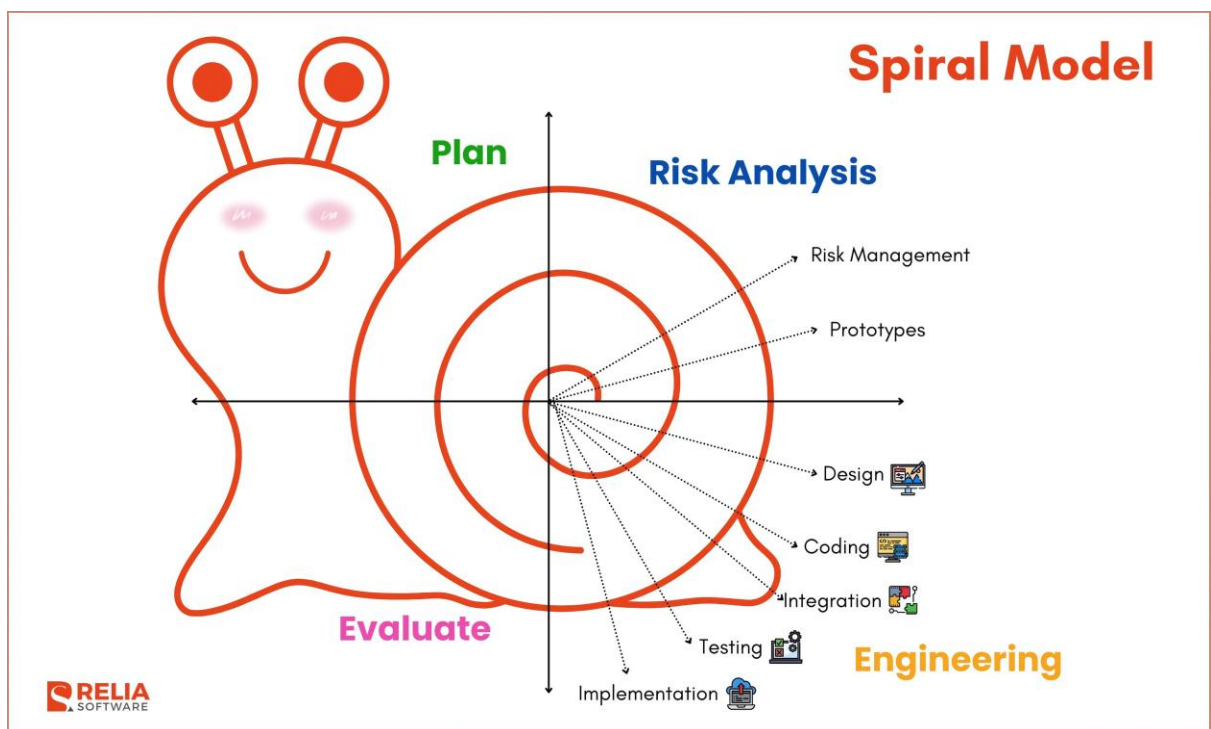 Spiral Model
Plan
Risk Analysis
Risk Management
Prototypes
Design
Coding
Integration
Evaluate
Testing
Engineering
Implementation
RELIA
SOFTWARE